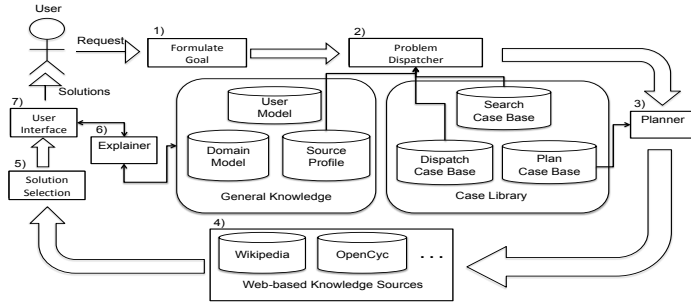 User
Request
1)
Formulate
Goal
2)
Problem
Dispatcher
Solutions
7)
User
Interface
6)
Explainer
5)
Solution
Selection
User
Model
Domain
Model
Source
Profile
General Knowledge
Search
Case Base
Dispatch
Case Base
Plan
Case Base
Case Library
3)
Planner
4)
Wikipedia
OpenCyc
. . .
Web-based Knowledge Sources